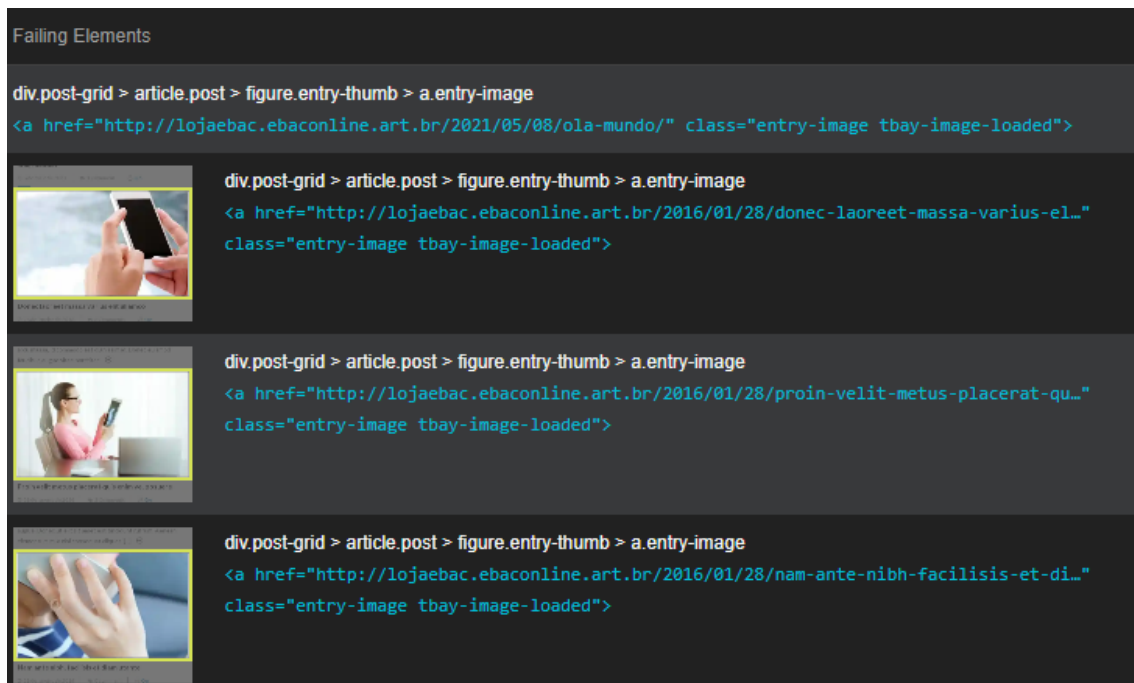 Failing Elements
div.post-grid > article.post > figure.entry-thumb > a.entry-image
<a href="http://lojaebac.ebaconline.art.br/2021/05/08/ola-mundo/" class="entry-image tbay-image-loaded">
div.post-grid > article.post > figure.entry-thumb > a.entry-image
<a href="http://lojaebac.ebaconline.art.br/2016/01/28/donec-laoreet-massa-varius-el…"
class="entry-image tbay-image-loaded">
div.post-grid > article.post > figure.entry-thumb > a.entry-image
<a href="http://lojaebac.ebaconline.art.br/2016/01/28/proin-velit-metus-placerat-qu…"
class="entry-image tbay-image-loaded">
div.post-grid > article.post > figure.entry-thumb > a.entry-image
<a href="http://lojaebac.ebaconline.art.br/2016/01/28/nam-ante-nibh-facilisis-et-di…"
class="entry-image tbay-image-loaded">